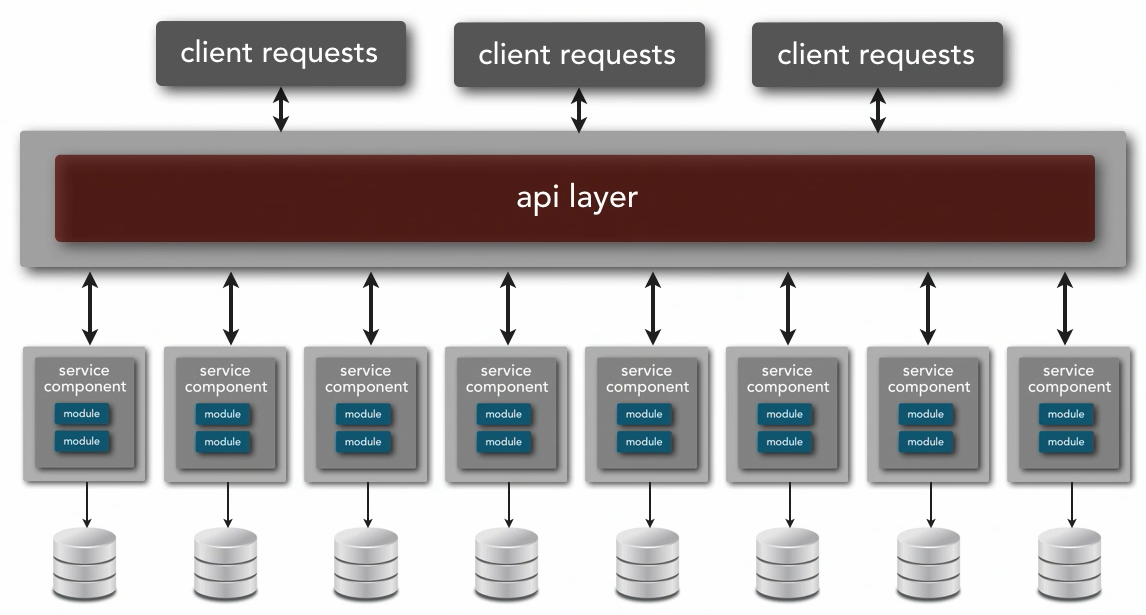 client requests
client requests
client requests
api layer
service
component
module
module
service
component
module
module
service
component
module
module
service
component
module
module
service
component
module
module
service
component
module
module
service
component
module
module
service
component
module
module